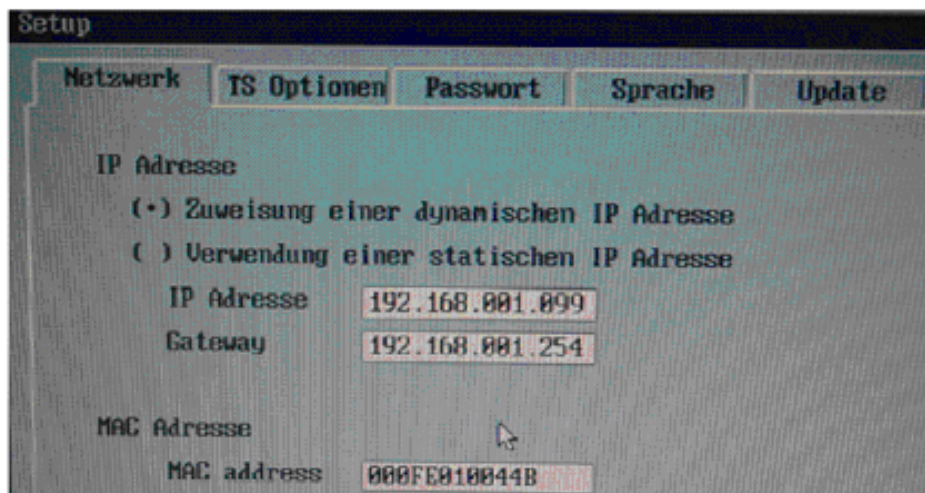 Setup
Netzwerk TS Optionen Passwort Sprache Update
IP Adresse
(•) Zuweisung einer dynamischen IP Adresse
( ) Verwendung einer statischen IP Adresse
IP Adresse 192.168.001.099
Gateway 192.168.001.254
MAC Adresse
MAC address 000FE010044B